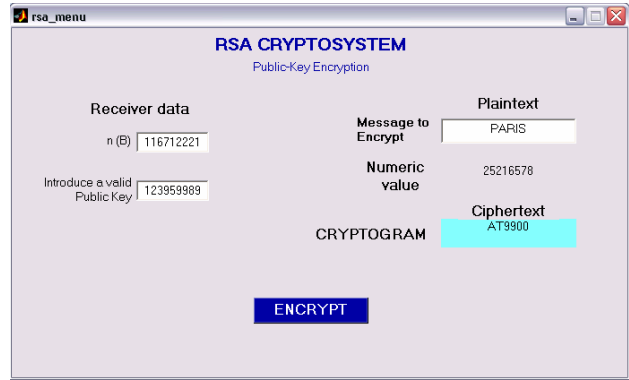 rsa_menu
RSA CRYPTOSYSTEM
Public-Key Encryption
Receiver data
n (B) 116712221
Introduce a valid
Public Key 123959989
Plaintext
Message to
Encrypt
PARIS
Numeric
value
25216578
Ciphertext
CRYPTOGRAM
AT9900
ENCRYPT